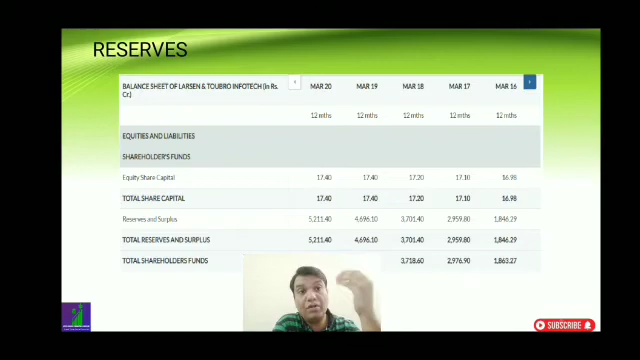 RESERVES
BALANCE SHEET OF LARSEN & TOUBRO INFOTECH (in Rs. Cr.) MAR 20 MAR 19 MAR 18 MAR 17 MAR 16
12 mths 12 mths 12 mths 12 mths 12 mths
EQUITIES AND LIABILITIES
SHAREHOLDER'S FUNDS
Equity Share Capital 17.40 17.40 17.20 17.10 16.98
TOTAL SHARE CAPITAL 17.40 17.40 17.20 17.10 16.98
Reserves and Surplus 5,211.40 4,696.10 3,701.40 2,959.80 1,846.29
TOTAL RESERVES AND SURPLUS 5,211.40 4,696.10 3,701.40 2,959.80 1,846.29
TOTAL SHAREHOLDERS FUNDS 3,718.60 2,976.90 1,863.27
SUBSCRIBE